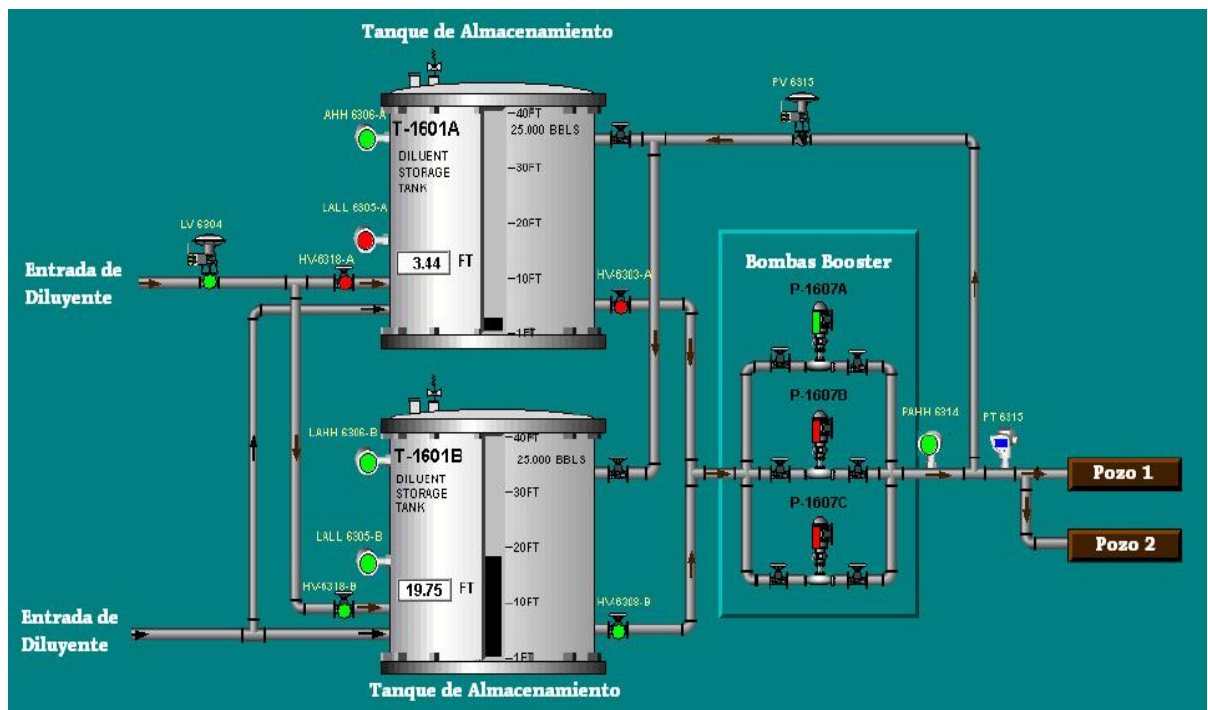 Tanque de Almacenamiento
PV 6315
AHH 6306-A
T-1601A
40FT
25.000 BBLS
DILUENT
STORAGE
TANK
30FT
LALL 6305-A
20FT
LV 6304
HV-6318-A
3.44 FT
Entrada de
Diluyente
10FT
HV-6303-A
1FT
Bombas Booster
P-1607A
P-1607B
P-1607C
PAHH 6314
PT 6315
Pozo 1
Pozo 2
LAHH 6306-B
T-1601B
40FT
25.000 BBLS
DILUENT
STORAGE
TANK
30FT
LALL 6305-B
20FT
HV-6318-B
19.75 FT
10FT
HV-6309-B
Entrada de
Diluyente
1FT
Tanque de Almacenamiento